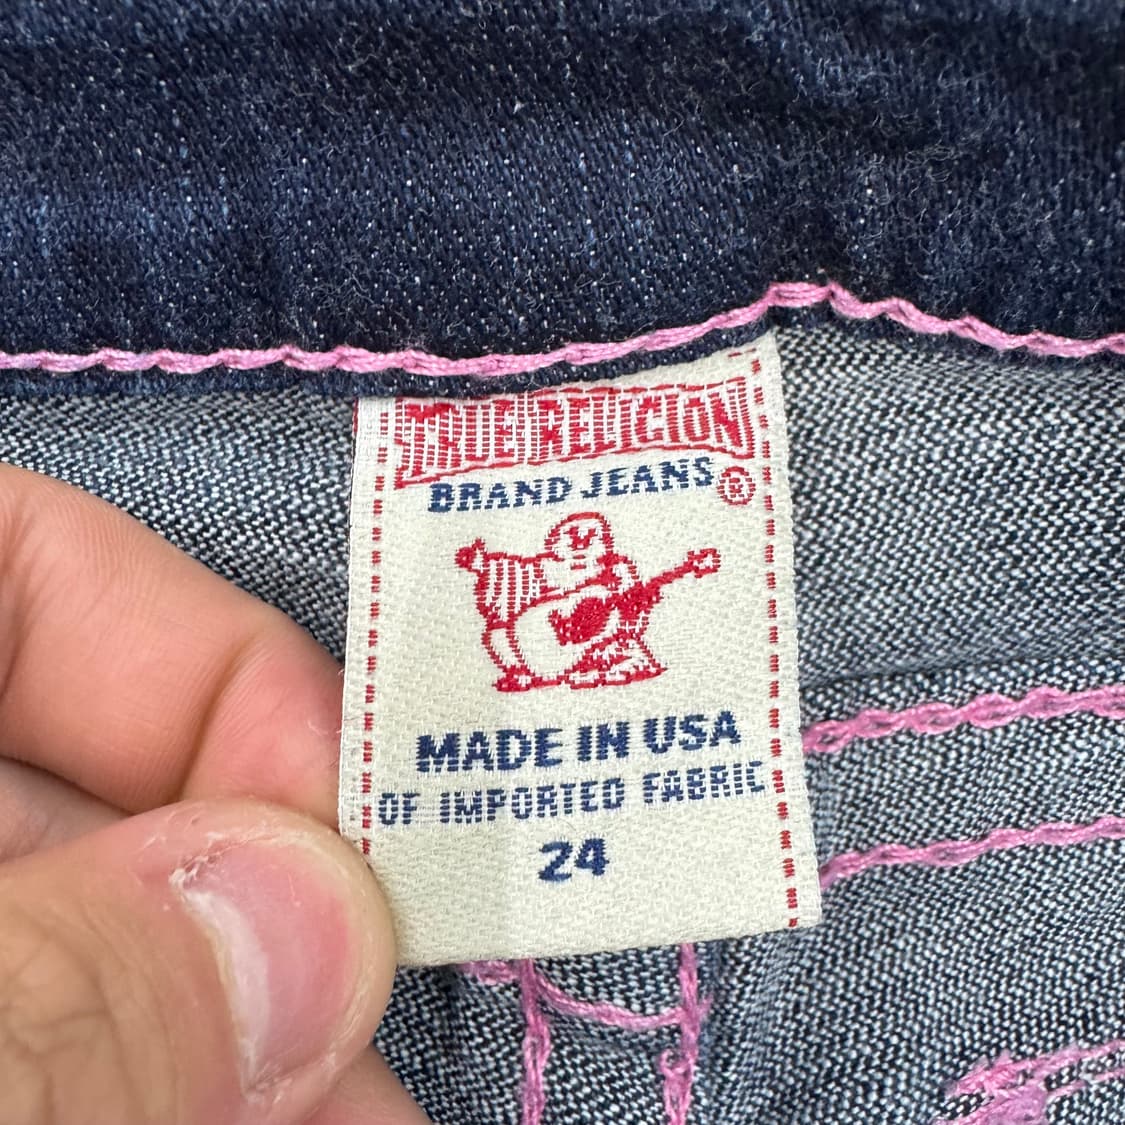 TRUE RELIGION
BRAND JEANS®
MADE IN USA
OF IMPORTED FABRIC
24